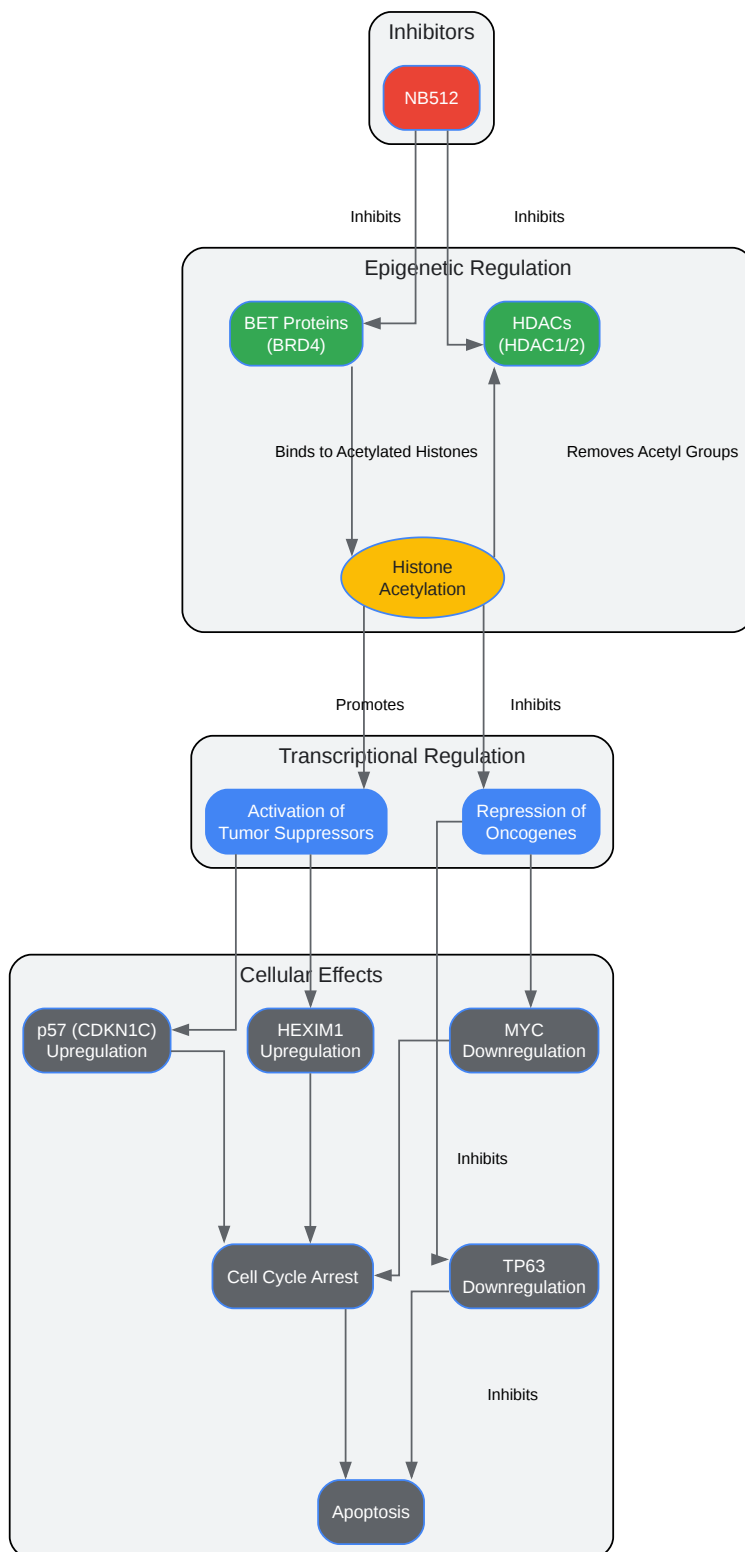 Inhibitors
NB512
Inhibits
Inhibits
Epigenetic Regulation
BET Proteins
(BRD4)
HDACs
(HDAC1/2)
Binds to Acetylated Histones
Removes Acetyl Groups
Histone
Acetylation
Promotes
Inhibits
Transcriptional Regulation
Activation of
Tumor Suppressors
Repression of
Oncogenes
Cellular Effects
p57 (CDKN1C)
Upregulation
HEXIM1
Upregulation
MYC
Downregulation
Inhibits
Cell Cycle Arrest
TP63
Downregulation
Inhibits
Apoptosis